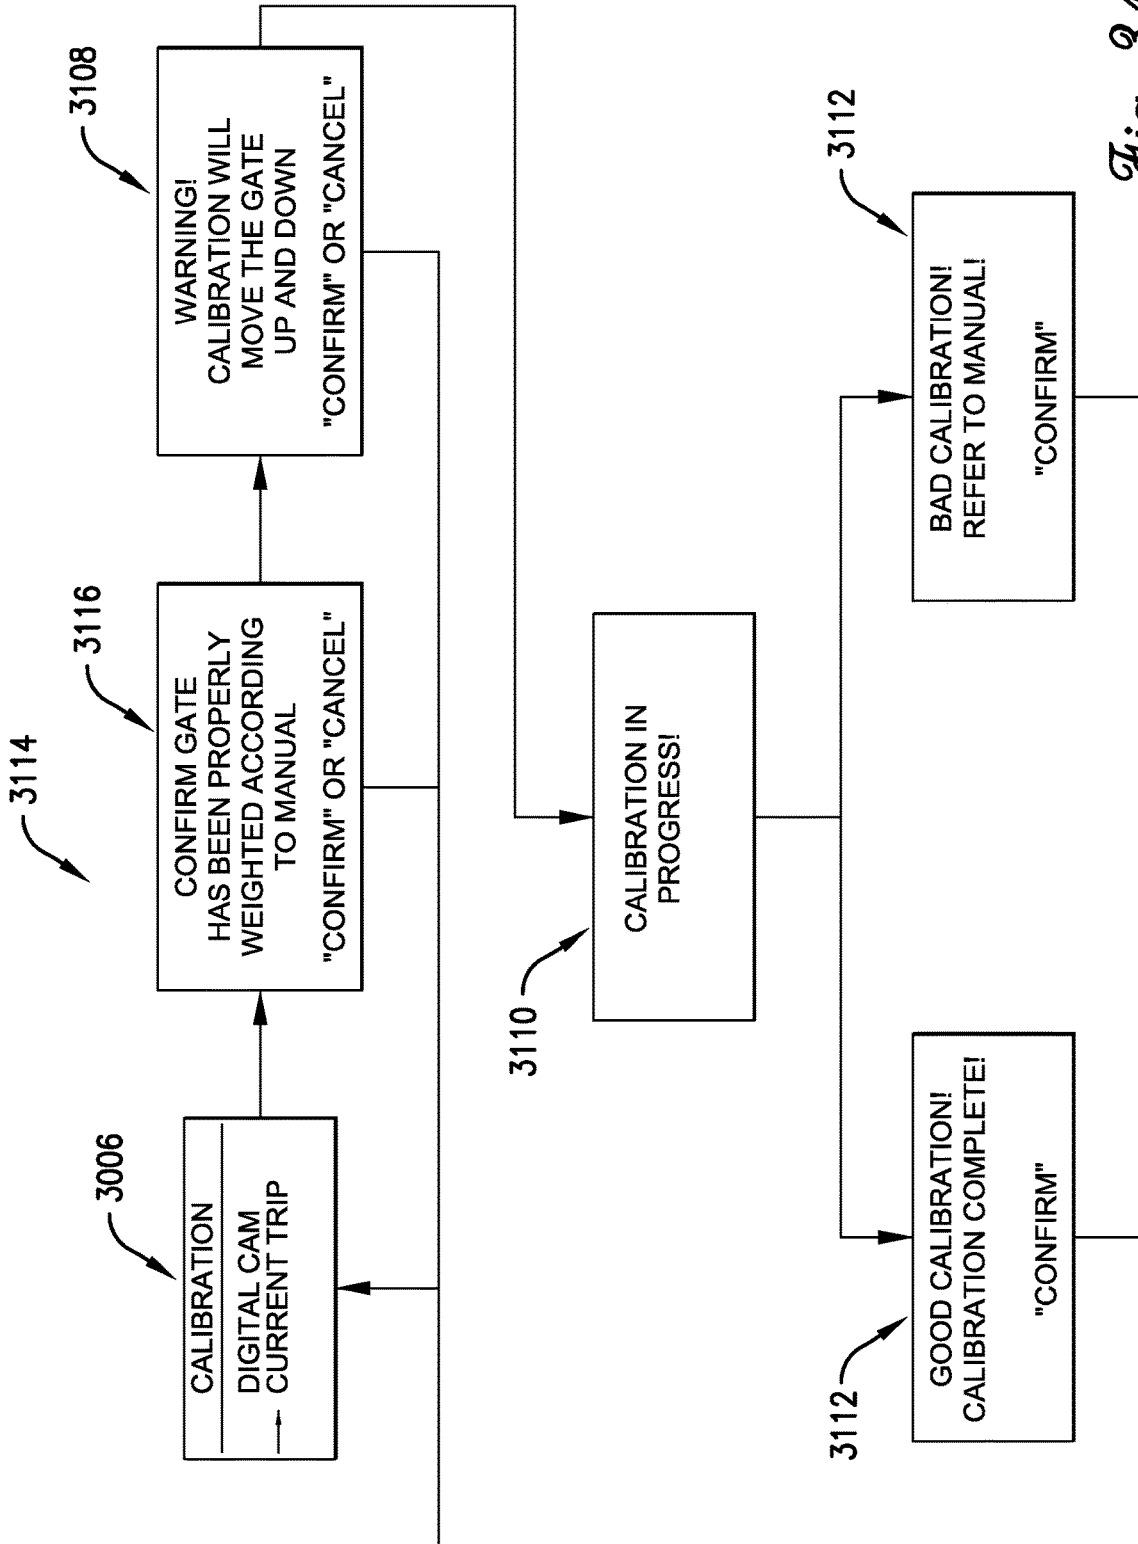 3114
3006
CALIBRATION
DIGITAL CAM
CURRENT TRIP
3116
CONFIRM GATE
HAS BEEN PROPERLY
WEIGHTED ACCORDING
TO MANUAL
"CONFIRM" OR "CANCEL"
3108
WARNING!
CALIBRATION WILL
MOVE THE GATE
UP AND DOWN
"CONFIRM" OR "CANCEL"
3110
CALIBRATION IN
PROGRESS!
3112
GOOD CALIBRATION!
CALIBRATION COMPLETE!
"CONFIRM"
3112
BAD CALIBRATION!
REFER TO MANUAL!
"CONFIRM"
Fig.